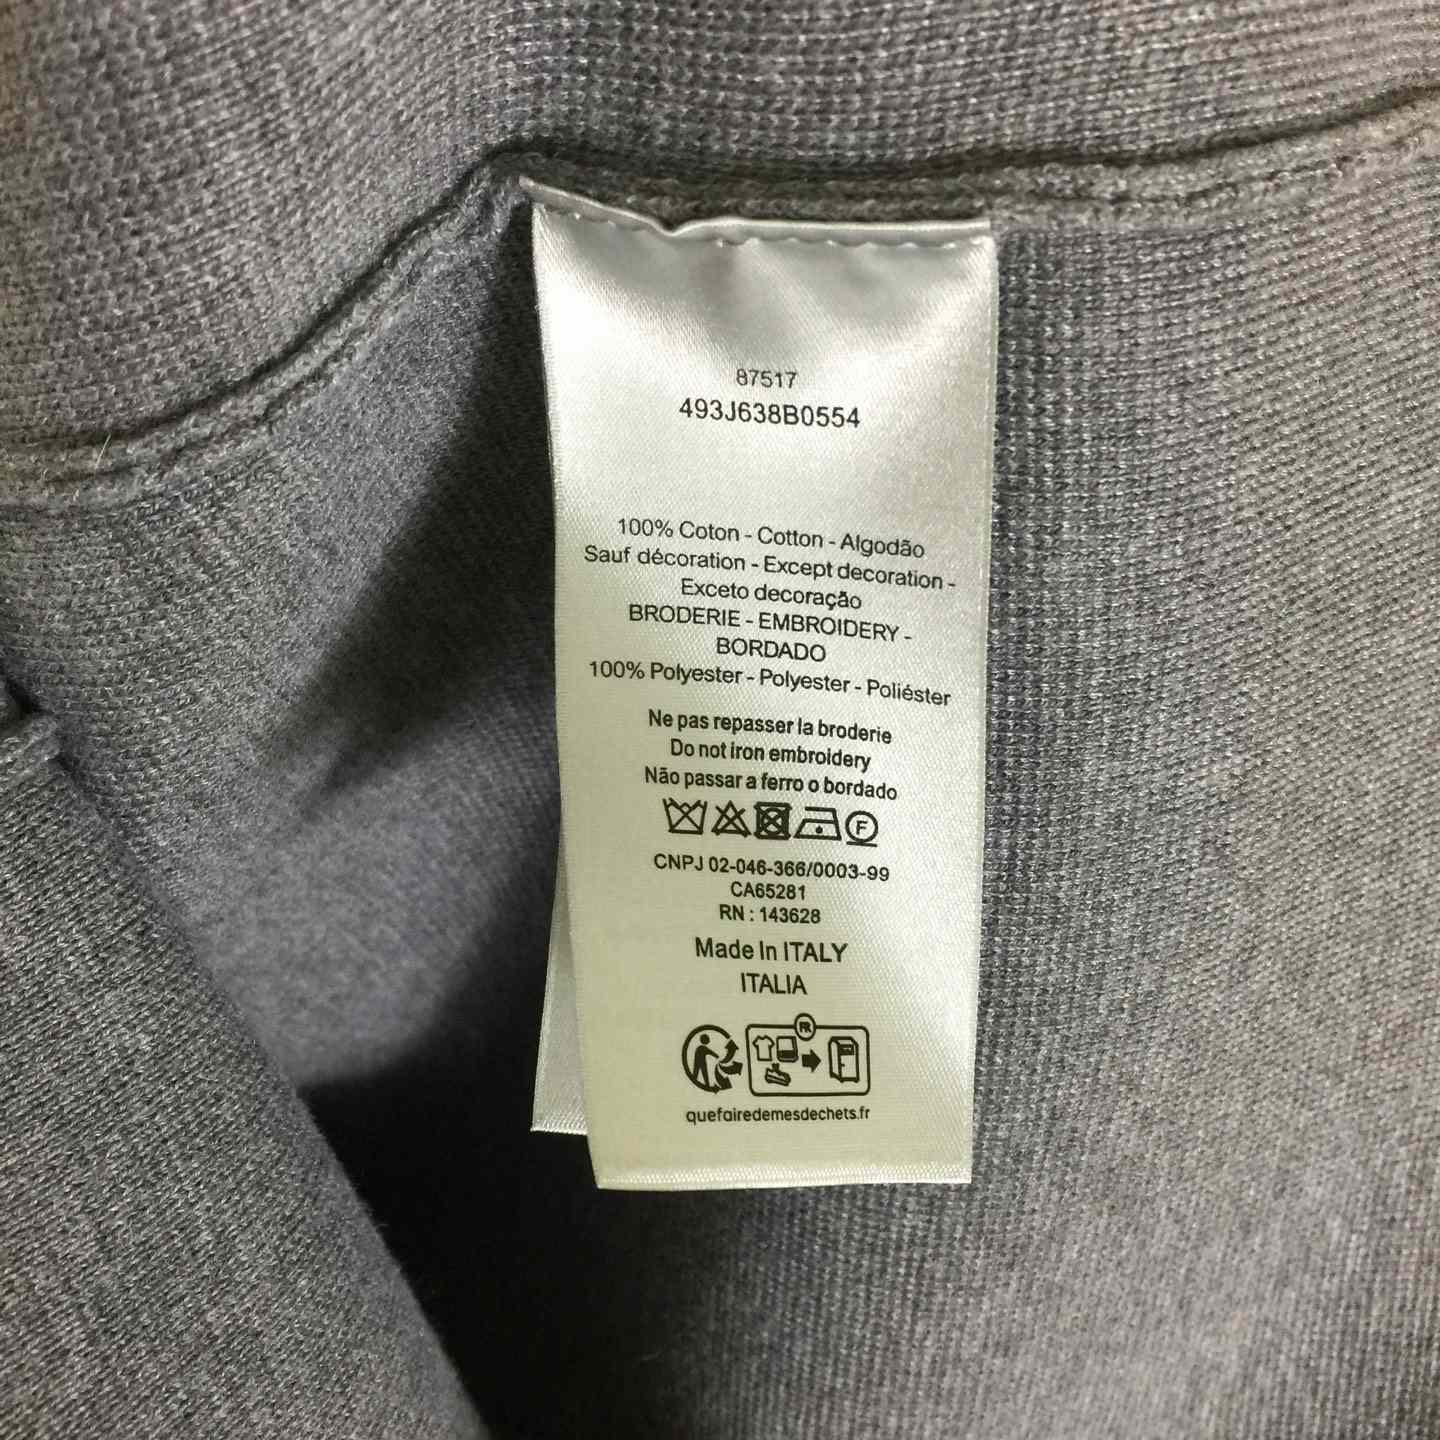 87517
493J638B0554
100% Coton - Cotton - Algodão
Sauf décoration - Except decoration -
Exceto decoração
BRODERIE - EMBROIDERY -
BORDADO
100% Polyester - Polyester - Poliéster
Ne pas repasser la broderie
Do not iron embroidery
Não passar a ferro o bordado
F
CNPJ 02-046-366/0003-99
CA65281
RN : 143628
Made In ITALY
ITALIA
FR
quefairedemesdechets.fr